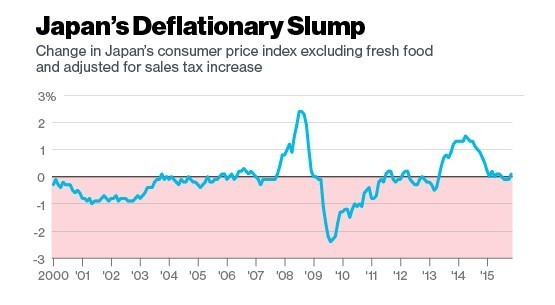 Japan's Deflationary Slump
Change in Japan's consumer price index excluding fresh food
and adjusted for sales tax increase
3%
2
1
0
-1
-2
-3
2000 '01 '02 '03 '04 '05 '06 '07 '08 '09 '10 '11 '12 '13 '14 '15